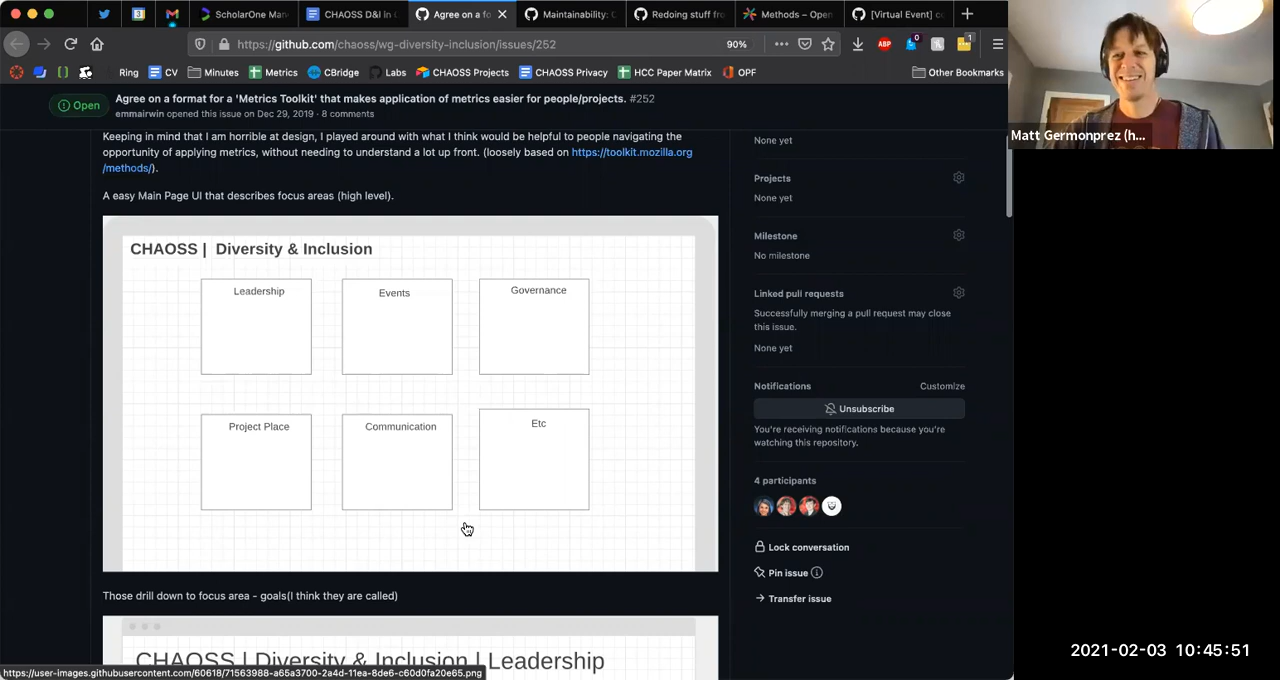 ScholarOne Man
CHAOSS D&I in
Agree on a fo
Maintainability:
Redoing stuff fro
Methods – Open
[Virtual Event] c
https://github.com/chaoss/wg-diversity-inclusion/issues/252
90%
ABP
0
1
Ring
CV
Minutes
Metrics
CBridge
Labs
CHAOSS Projects
CHAOSS Privacy
HCC Paper Matrix
OPF
Other Bookmarks
Open
Agree on a format for a 'Metrics Toolkit' that makes application of metrics easier for people/projects. #252
emmairwin opened this issue on Dec 29, 2019 · 8 comments
Keeping in mind that I am horrible at design, I played around with what I think would be helpful to people navigating the
opportunity of applying metrics, without needing to understand a lot up front. (loosely based on https://toolkit.mozilla.org
/methods/).
A easy Main Page UI that describes focus areas (high level).
CHAOSS | Diversity & Inclusion
Leadership
Events
Governance
Project Place
Communication
Etc
Those drill down to focus area - goals(I think they are called)
CHAOSS | Diversity & Inclusion | Leadership
https://user-images.githubusercontent.com/60618/71563988-a65a3700-2a4d-11ea-8de6-c60d0fa20e65.png
None yet
Projects
None yet
Milestone
No milestone
Linked pull requests
Successfully merging a pull request may close
this issue.
None yet
Notifications
Customize
Unsubscribe
You're receiving notifications because you're
watching this repository.
4 participants
Lock conversation
Pin issue
Transfer issue
Matt Germonprez (h...
2021-02-03 10:45:51